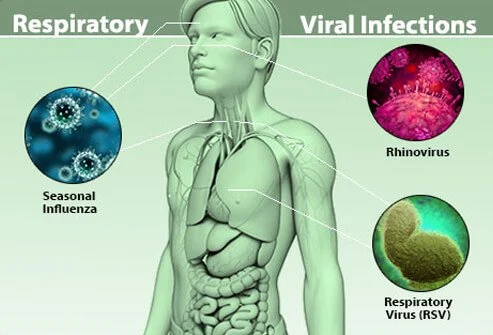 Respiratory Viral Infections
Seasonal
Influenza
Rhinovirus
Respiratory
Virus (RSV)